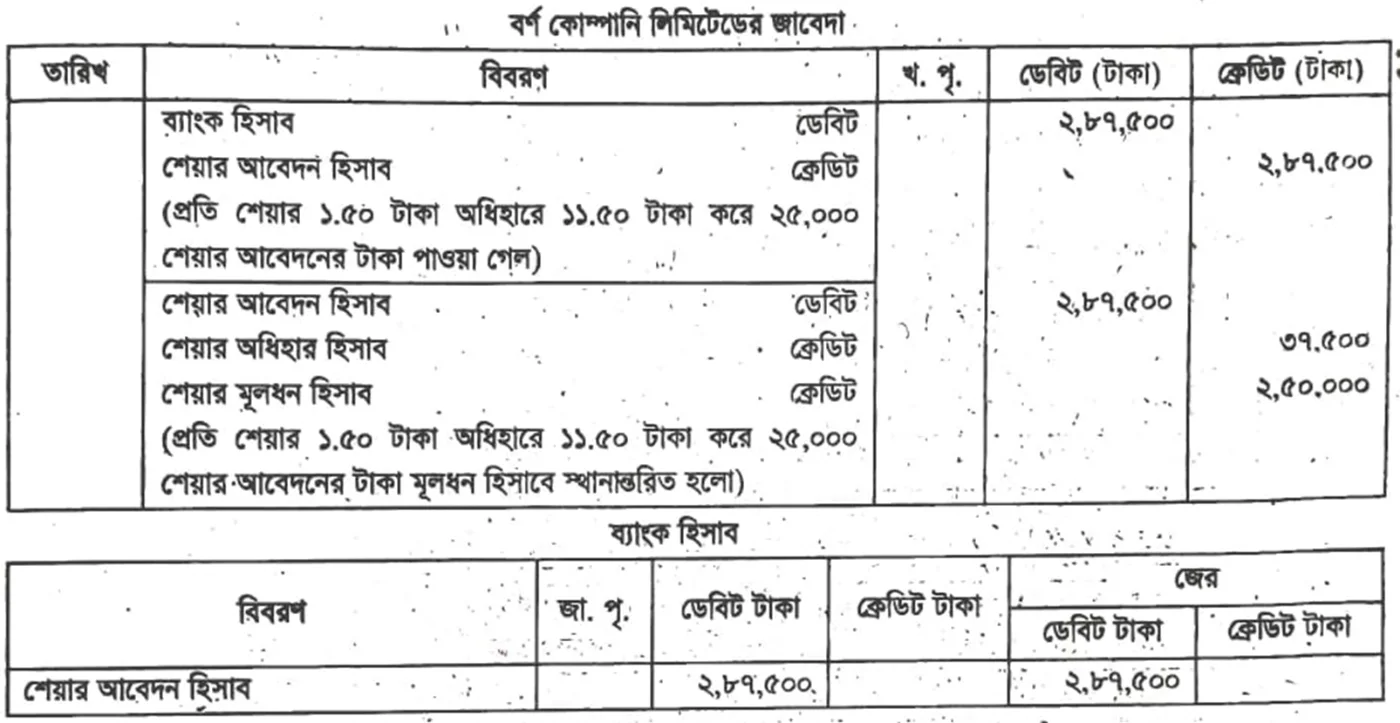 বর্ণ কোম্পানি লিমিটেডের জাবেদা
তারিখ বিবরণ খ. পৃ. ডেবিট (টাকা) ক্রেডিট (টাকা)
ব্যাংক হিসাব ডেবিট ২,৮৭,৫০০
শেয়ার আবেদন হিসাব ক্রেডিট ২,৮৭.৫০০
(প্রতি শেয়ার ১.৫০ টাকা অধিহারে ১১.৫০ টাকা করে ২৫,০০০
শেয়ার আবেদনের টাকা পাওয়া গেল)
শেয়ার আবেদন হিসাব ডেবিট ২,৮৭,৫০০
শেয়ার অধিহার হিসাব ক্রেডিট ৩৭.৫০০
শেয়ার মূলধন হিসাব ক্রেডিট ২,৫০.০০০
(প্রতি শেয়ার ১.৫০ টাকা অধিহারে ১১.৫০ টাকা করে ২৫,০০০
শেয়ার আবেদনের টাকা মূলধন হিসাবে স্থানান্তরিত হলো)
ব্যাংক হিসাব
বিবরণ জা. পৃ. ডেবিট টাকা ক্রেডিট টাকা জের
ডেবিট টাকা ক্রেডিট টাকা
শেয়ার আবেদন হিসাব ২,৮৭,৫০০ ২,৮৭,৫০০